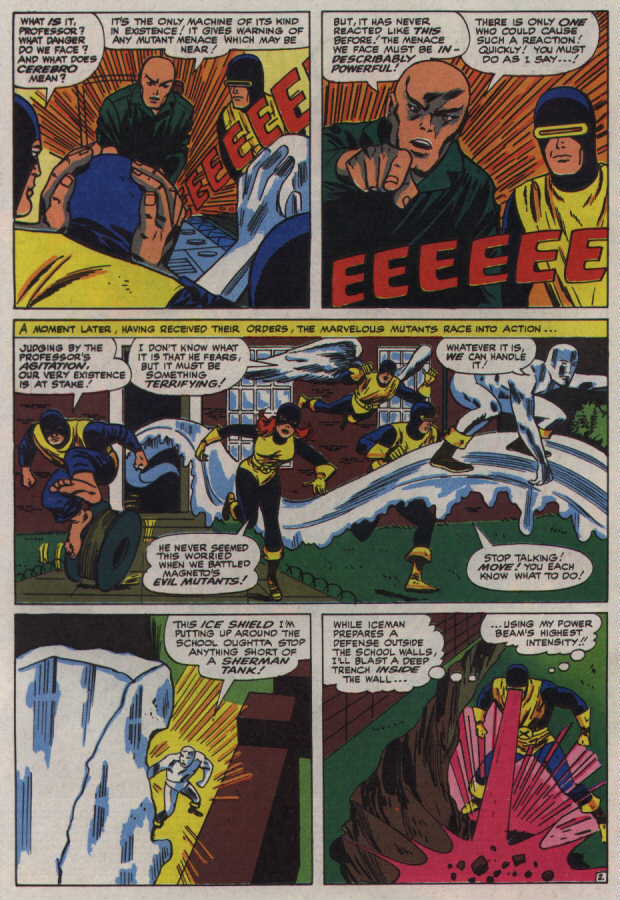 WHAT IS IT,
PROFESSOR?
WHAT DANGER
DO WE FACE?
AND WHAT DOES
CEREBRO
MEAN?
IT'S THE ONLY MACHINE OF ITS KIND
IN EXISTENCE! IT GIVES WARNING OF
ANY MUTANT MENACE WHICH MAY BE
NEAR!
EEEEEE
BUT, IT HAS NEVER
REACTED LIKE THIS
BEFORE! THE MENACE
WE FACE MUST BE IN-
DESCRIBABLY
POWERFUL!
THERE IS ONLY ONE
WHO COULD CAUSE
SUCH A REACTION!
QUICKLY! YOU MUST
DO AS I SAY...!
EEEEEEE
A MOMENT LATER, HAVING RECEIVED THEIR ORDERS, THE MARVELOUS MUTANTS RACE INTO ACTION...
JUDGING BY THE
PROFESSOR'S
AGITATION,
OUR VERY EXISTENCE
IS AT STAKE!
I DON'T KNOW WHAT
IT IS THAT HE FEARS,
BUT IT MUST BE
SOMETHING
TERRIFYING!
WHATEVER IT IS,
WE CAN HANDLE
IT!
HE NEVER SEEMED
THIS WORRIED
WHEN WE BATTLED
MAGNETO'S
EVIL MUTANTS!
STOP TALKING!
MOVE! YOU EACH
KNOW WHAT TO DO!
THIS ICE SHIELD I'M
PUTTING UP AROUND THE
SCHOOL OUGHTTA STOP
ANYTHING SHORT OF
A SHERMAN
TANK!
WHILE ICEMAN
PREPARES A
DEFENSE OUTSIDE
THE SCHOOL WALLS,
I'LL BLAST A DEEP
TRENCH INSIDE
THE WALL...
...USING MY POWER
BEAM'S HIGHEST
INTENSITY!!
2.